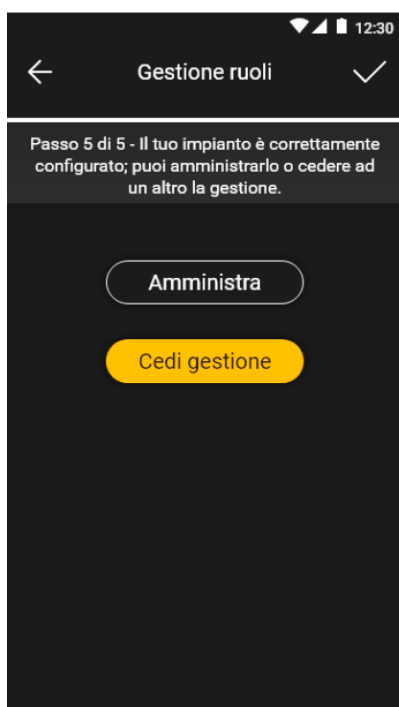 12:30
Gestione ruoli
Passo 5 di 5 - Il tuo impianto è correttamente
configurato; puoi amministrarlo o cedere ad
un altro la gestione.
Amministra
Cedi gestione